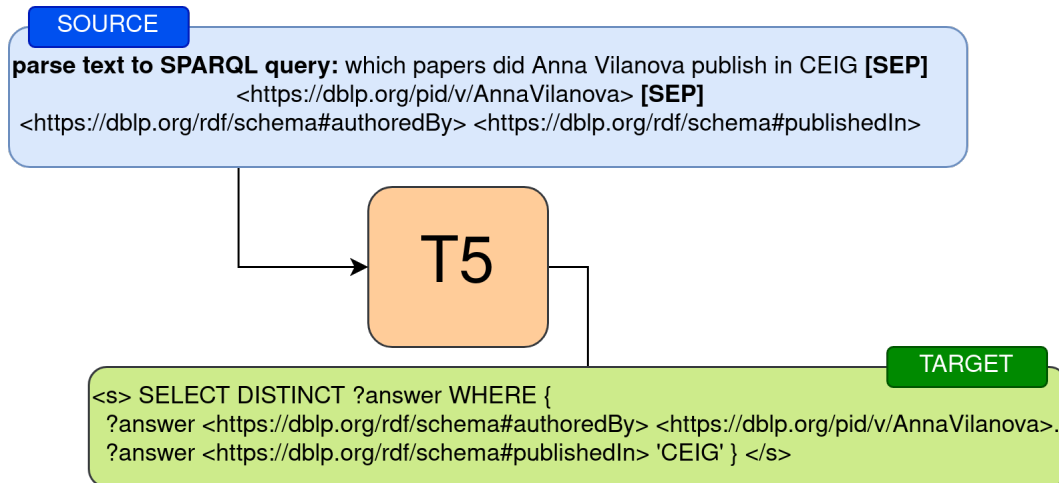 SOURCE
parse text to SPARQL query: which papers did Anna Vilanova publish in CEIG [SEP]
<https://dblp.org/pid/v/AnnaVilanova> [SEP]
<https://dblp.org/rdf/schema#authoredBy> <https://dblp.org/rdf/schema#publishedIn>
T5
TARGET
<s> SELECT DISTINCT ?answer WHERE {
?answer <https://dblp.org/rdf/schema#authoredBy> <https://dblp.org/pid/v/AnnaVilanova>.
?answer <https://dblp.org/rdf/schema#publishedIn> 'CEIG' } </s>